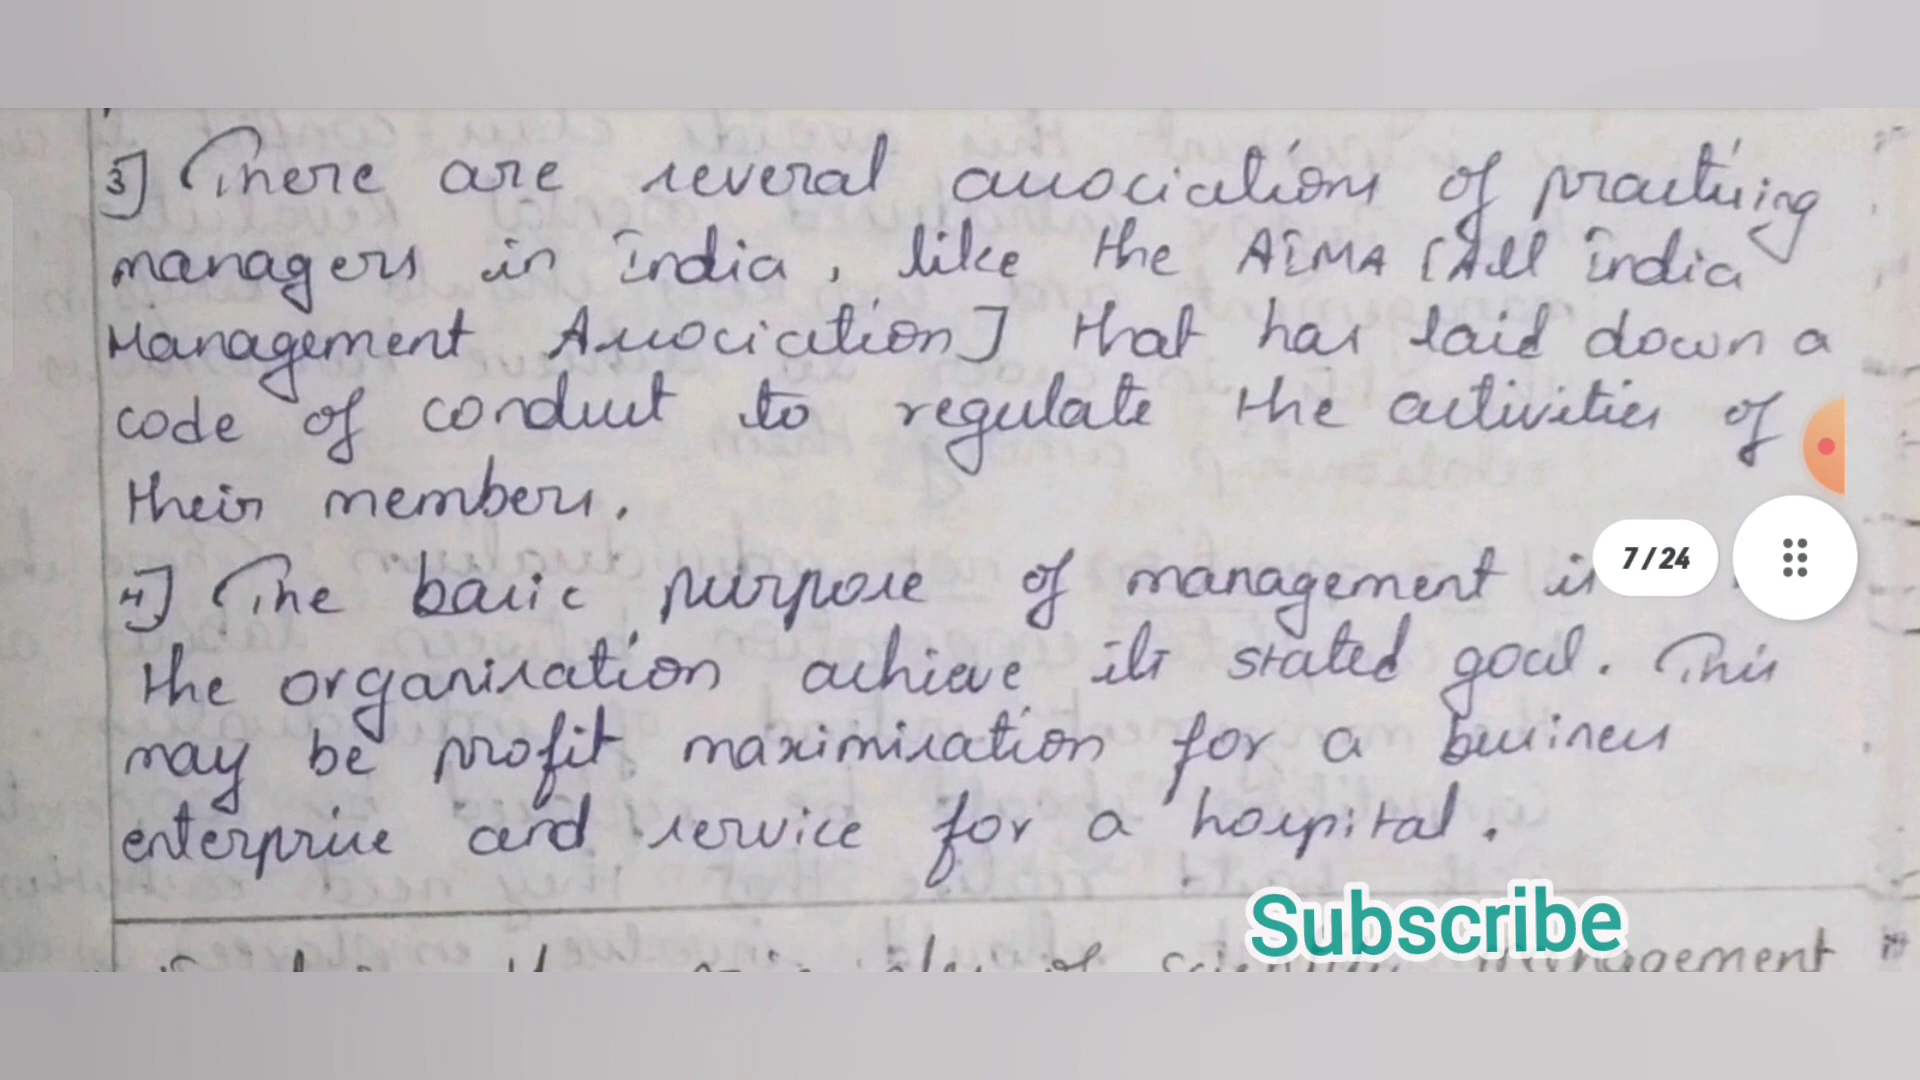 3] There are several associations of practising
managers in India, like the AIMA [All India
Management Association] that has laid down a
code of conduct to regulate the activities of
their members.
7/24
4] The basic purpose of management is
the organisation achieve its stated goal. This
may be profit maximisation for a business
enterprise and service for a hospital.
Subscribe
of scientific Management